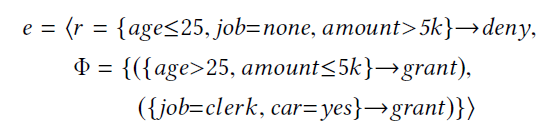 e = ⟨r = {age≤25, job=none, amount>5k}→deny,
Φ = {({age>25, amount≤5k}→grant),
({job=clerk, car=yes}→grant)}⟩